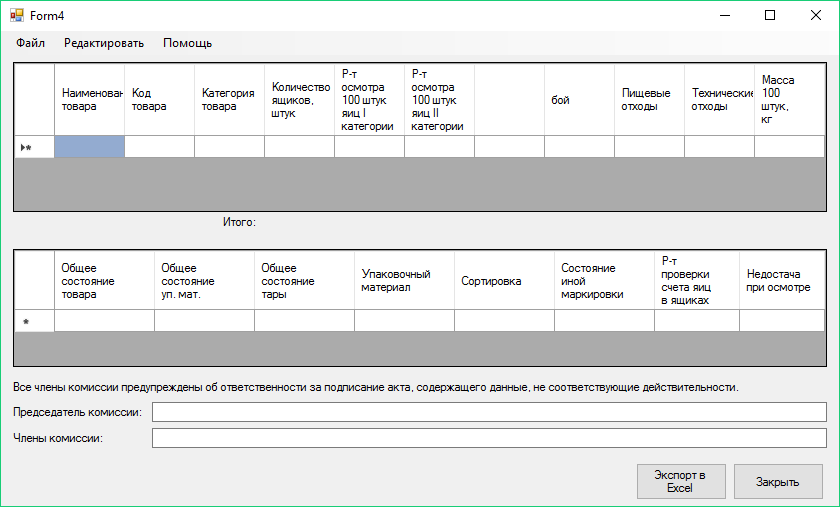 Form4
Файл Редактировать Помощь
Наименован товара
Код товара
Категория товара
Количество ящиков, штук
Р-т осмотра 100 штук яиц I категории
Р-т осмотра 100 штук яиц II категории
бой
Пищевые отходы
Технические отходы
Масса 100 штук, кг
Итого:
Общее состояние товара
Общее состояние уп. мат.
Общее состояние тары
Упаковочный материал
Сортировка
Состояние иной маркировки
Р-т проверки счета яиц в ящиках
Недостача при осмотре
Все члены комиссии предупреждены об ответственности за подписание акта, содержащего данные, не соответствующие действительности.
Председатель комиссии:
Члены комиссии:
Экспорт в Excel
Закрыть